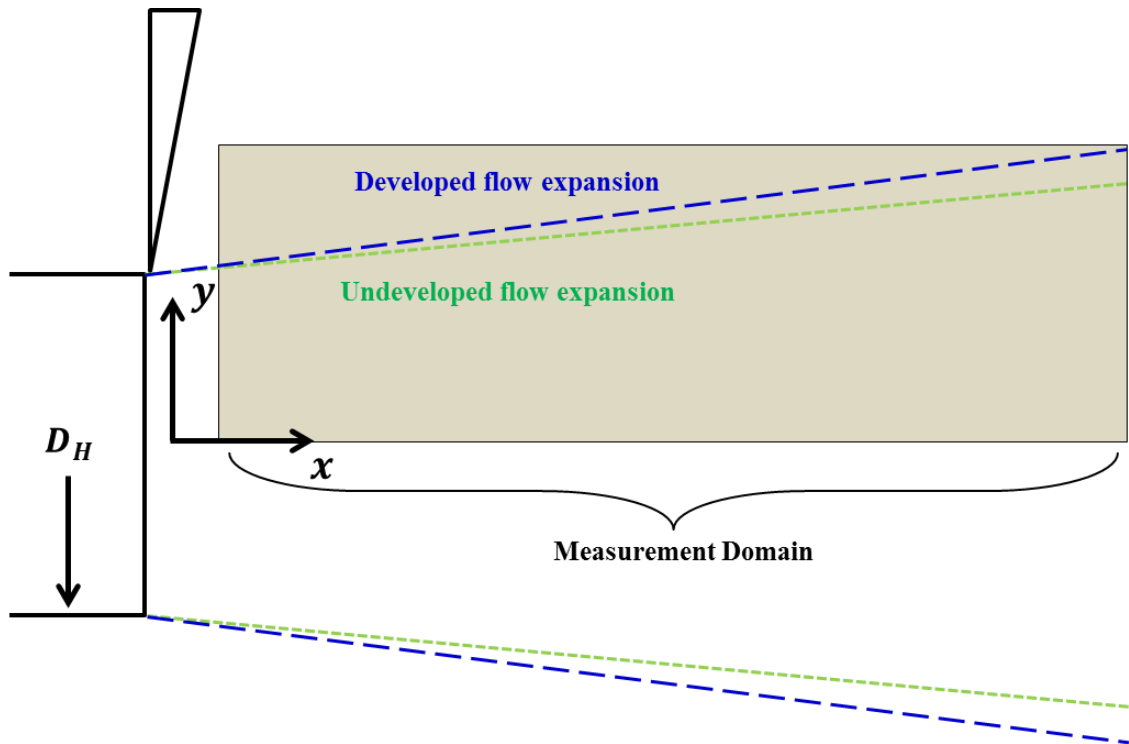 Developed flow expansion
Undeveloped flow expansion
y
D_H
x
Measurement Domain